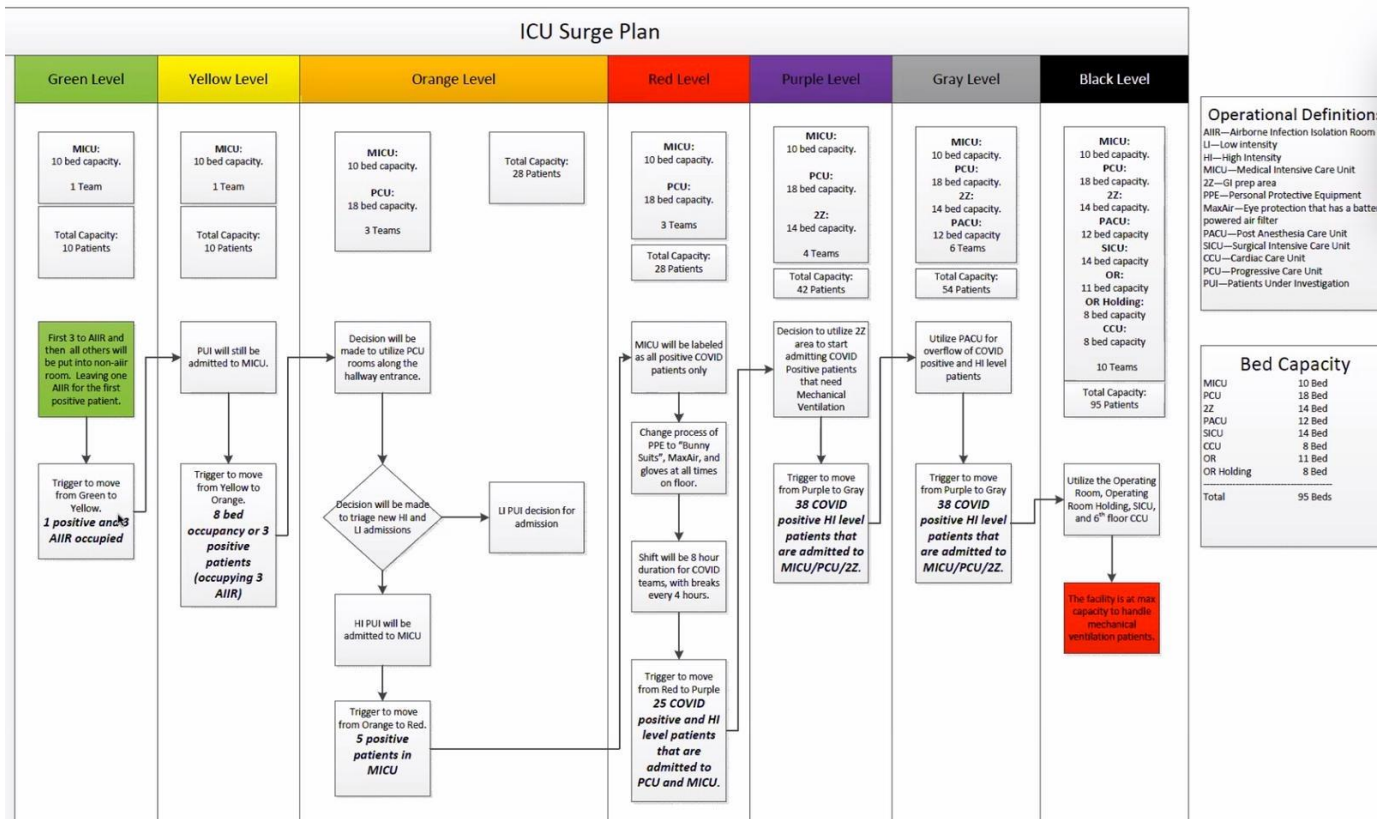 ICU Surge Plan
Green Level
Yellow Level
Orange Level
Red Level
Purple Level
Gray Level
Black Level
MICU:
10 bed capacity.
1 Team
Total Capacity:
10 Patients
First 3 to AIIR and
then all others will
be put into non-aiir
room. Leaving one
AIIR for the first
positive patient.
Trigger to move
from Green to
Yellow.
1 positive and 3
AIIR occupied
MICU:
10 bed capacity.
1 Team
Total Capacity:
10 Patients
PUI will still be
admitted to MICU.
Trigger to move
from Yellow to
Orange.
8 bed
occupancy or 3
positive
patients
(occupying 3
AIIR)
MICU:
10 bed capacity.
PCU:
18 bed capacity.
3 Teams
Total Capacity:
28 Patients
Decision will be
made to utilize PCU
rooms along the
hallway entrance.
Decision will be made
to triage new HI and
LI admissions
LI PUI decision for
admission
HI PUI will be
admitted to MICU
Trigger to move
from Orange to Red.
5 positive
patients in
MICU
MICU:
10 bed capacity.
PCU:
18 bed capacity.
3 Teams
Total Capacity:
28 Patients
MICU will be labeled
as all positive COVID
patients only
Change process of
PPE to “Bunny
Suits”, MaxAir, and
gloves at all times
on floor.
Shift will be 8 hour
duration for COVID
teams, with breaks
every 4 hours.
Trigger to move
from Red to Purple
25 COVID
positive and HI
level patients
that are
admitted to
PCU and MICU.
MICU:
10 bed capacity.
PCU:
18 bed capacity.
2Z:
14 bed capacity.
4 Teams
Total Capacity:
42 Patients
Decision to utilize 2Z
area to start
admitting COVID
Positive patients
that need
Mechanical
Ventilation
Trigger to move
from Purple to Gray
38 COVID
positive HI level
patients that
are admitted to
MICU/PCU/2Z.
MICU:
10 bed capacity.
PCU:
18 bed capacity.
2Z:
14 bed capacity.
PACU:
12 bed capacity
6 Teams
Total Capacity:
54 Patients
Utilize PACU for
overflow of COVID
positive and HI level
patients
Trigger to move
from Purple to Gray
38 COVID
positive HI level
patients that
are admitted to
MICU/PCU/2Z.
MICU:
10 bed capacity.
PCU:
18 bed capacity.
2Z:
14 bed capacity.
PACU:
12 bed capacity
SICU:
14 bed capacity
OR:
11 bed capacity
OR Holding:
8 bed capacity
CCU:
8 bed capacity
10 Teams
Total Capacity:
95 Patients
Utilize the Operating
Room, Operating
Room Holding, SICU,
and 6th floor CCU
The facility is at max
capacity to handle
mechanical
ventilation patients.
Operational Definitions
AIIR—Airborne Infection Isolation Room
LI—Low intensity
HI—High Intensity
MICU—Medical Intensive Care Unit
2Z—GI prep area
PPE—Personal Protective Equipment
MaxAir—Eye protection that has a
powered air filter
PACU—Post Anesthesia Care Unit
SICU—Surgical Intensive Care Unit
CCU—Cardiac Care Unit
PCU—Progressive Care Unit
PUI—Patients Under Investigation
Bed Capacity
MICU 10 Bed
PCU 18 Bed
2Z 14 Bed
PACU 12 Bed
SICU 14 Bed
CCU 8 Bed
OR 11 Bed
OR Holding 8 Bed
Total 95 Beds